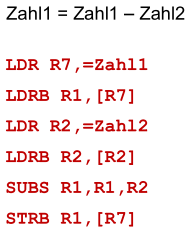 Zahl1 = Zahl1 – Zahl2
LDR R7,=Zahl1
LDRB R1,[R7]
LDR R2,=Zahl2
LDRB R2,[R2]
SUBS R1,R1,R2
STRB R1,[R7]